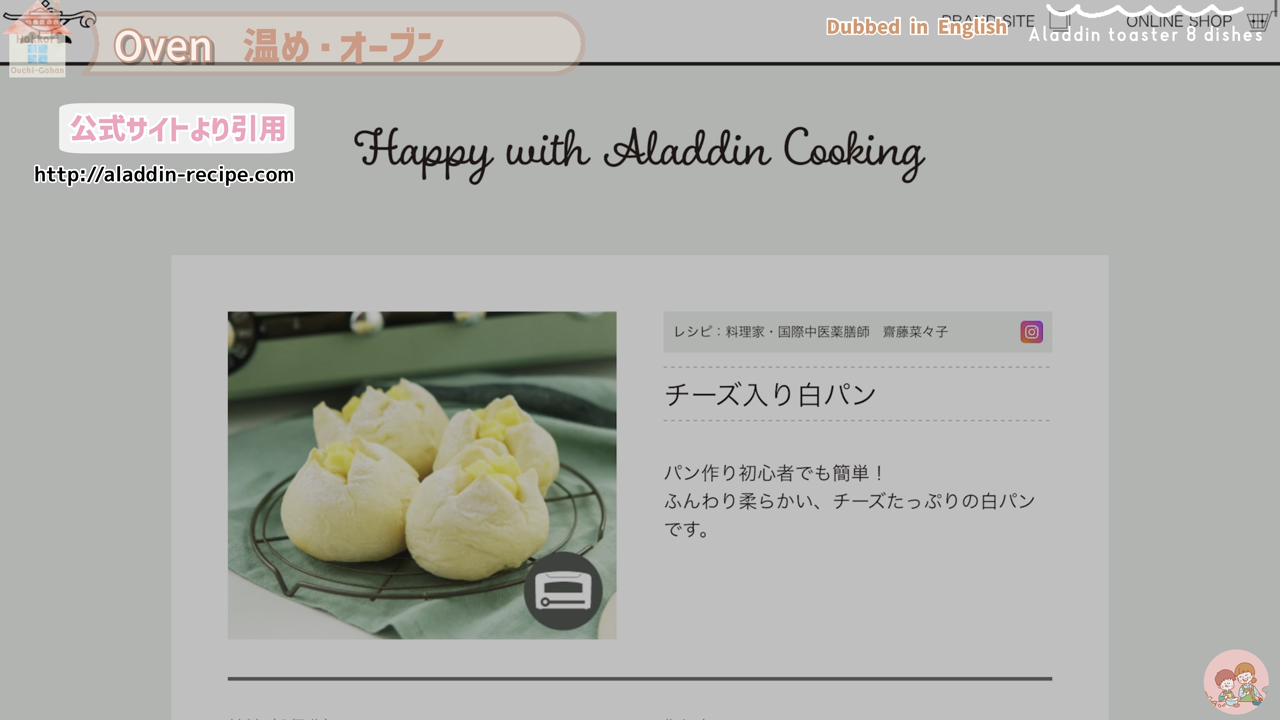 Oven 温め・オーブン
Dubbed in English
BRAND SITE
ONLINE SHOP
Aladdin toaster 8 dishes
Ouchi-Gohan
公式サイトより引用
http://aladdin-recipe.com
Happy with Aladdin Cooking
レシピ：料理家・国際中医薬膳師　齋藤菜々子
チーズ入り白パン
パン作り初心者でも簡単！
ふんわり柔らかい、チーズたっぷりの白パン
です。